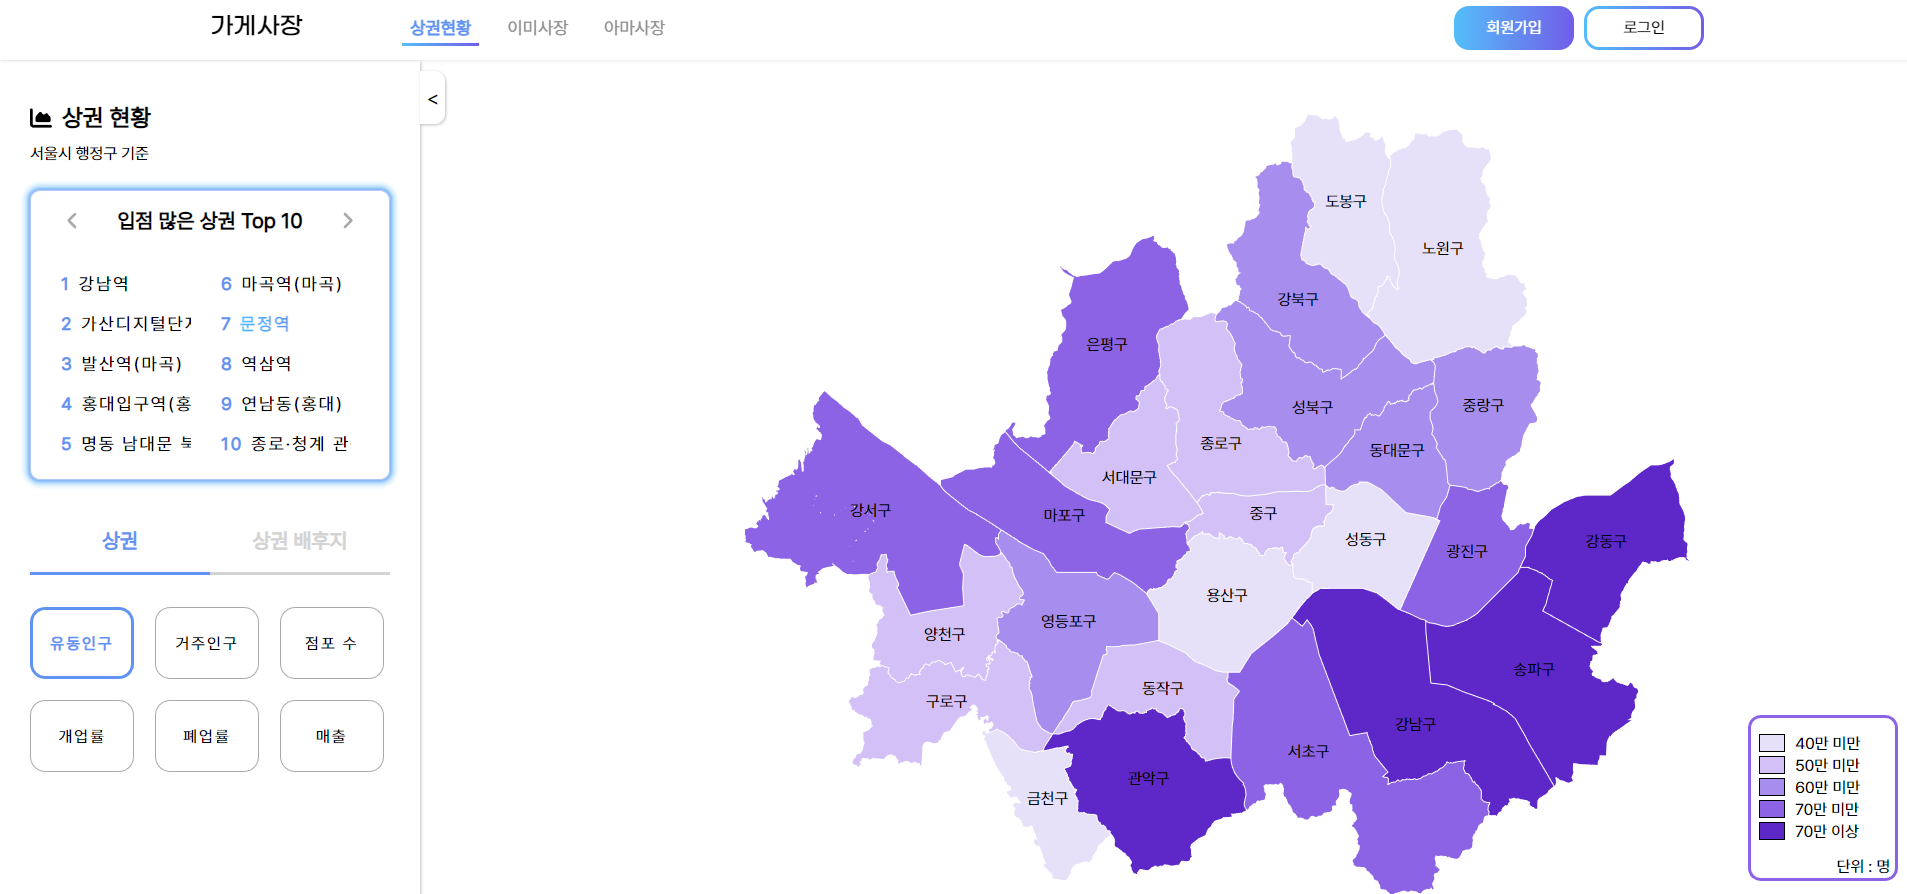 가게사장
상권현황 이미사장 아마사장
회원가입 로그인
<
상권 현황
서울시 행정구 기준
입점 많은 상권 Top 10
1 강남역
2 가산디지털단
3 발산역(마곡)
4 홍대입구역(홍
5 명동 남대문
6 마곡역(마곡)
7 문정역
8 역삼역
9 연남동(홍대)
10 종로·청계 관
상권 상권 배후지
유동인구 거주인구 점포 수
개업률 폐업률 매출
도봉구
노원구
강북구
은평구
성북구
중랑구
종로구
동대문구
서대문구
강서구
마포구
중구
성동구
강동구
광진구
용산구
영등포구
양천구
송파구
동작구
구로구
강남구
서초구
관악구
금천구
40만 미만
50만 미만
60만 미만
70만 미만
70만 이상
단위 : 명